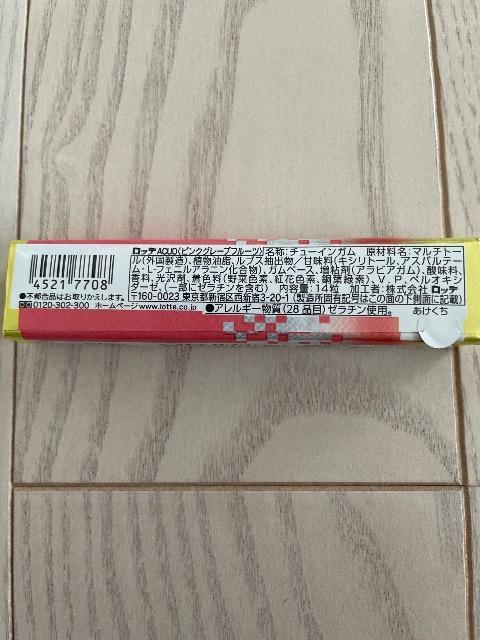 ロッテACUO(ピンクグレープフルーツ)名称:チューインガム 原材料名:マルチトー
ル(外国製造)、植物油脂、ルブス抽出物/甘味料(キシリトール、アスパルテー
ム・L-フェニルアラニン化合物)、ガムベース、増粘剤(アラビアガム)、酸味料、
香料、光沢剤、着色料(野菜色素、紅花色素、銅葉緑素)、V.P、ペルオキシ
ダーゼ、(一部にゼラチンを含む) 内容量:14粒 加工者:株式会社 ロッテ
〒160-0023 東京都新宿区西新宿3-20-1 (製造所固有記号はこの面の下側面に記載)
4521 7708
●不都合品はお取りかえします。
0120-302-300 ホームページ www.lotte.co.jp
●アレルギー物質(28品目)ゼラチン使用。
あけくち